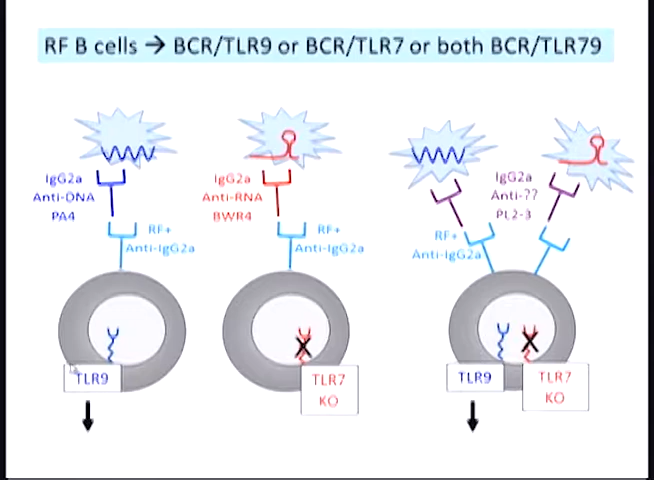 RF B cells → BCR/TLR9 or BCR/TLR7 or both BCR/TLR79
IgG2a
Anti-DNA
PA4
RF+
Anti-IgG2a
TLR9
IgG2a
Anti-RNA
BWR4
RF+
Anti-IgG2a
X
TLR7
KO
IgG2a
Anti-??
PL2-3
RF+
Anti-IgG2a
X
TLR9
TLR7
KO